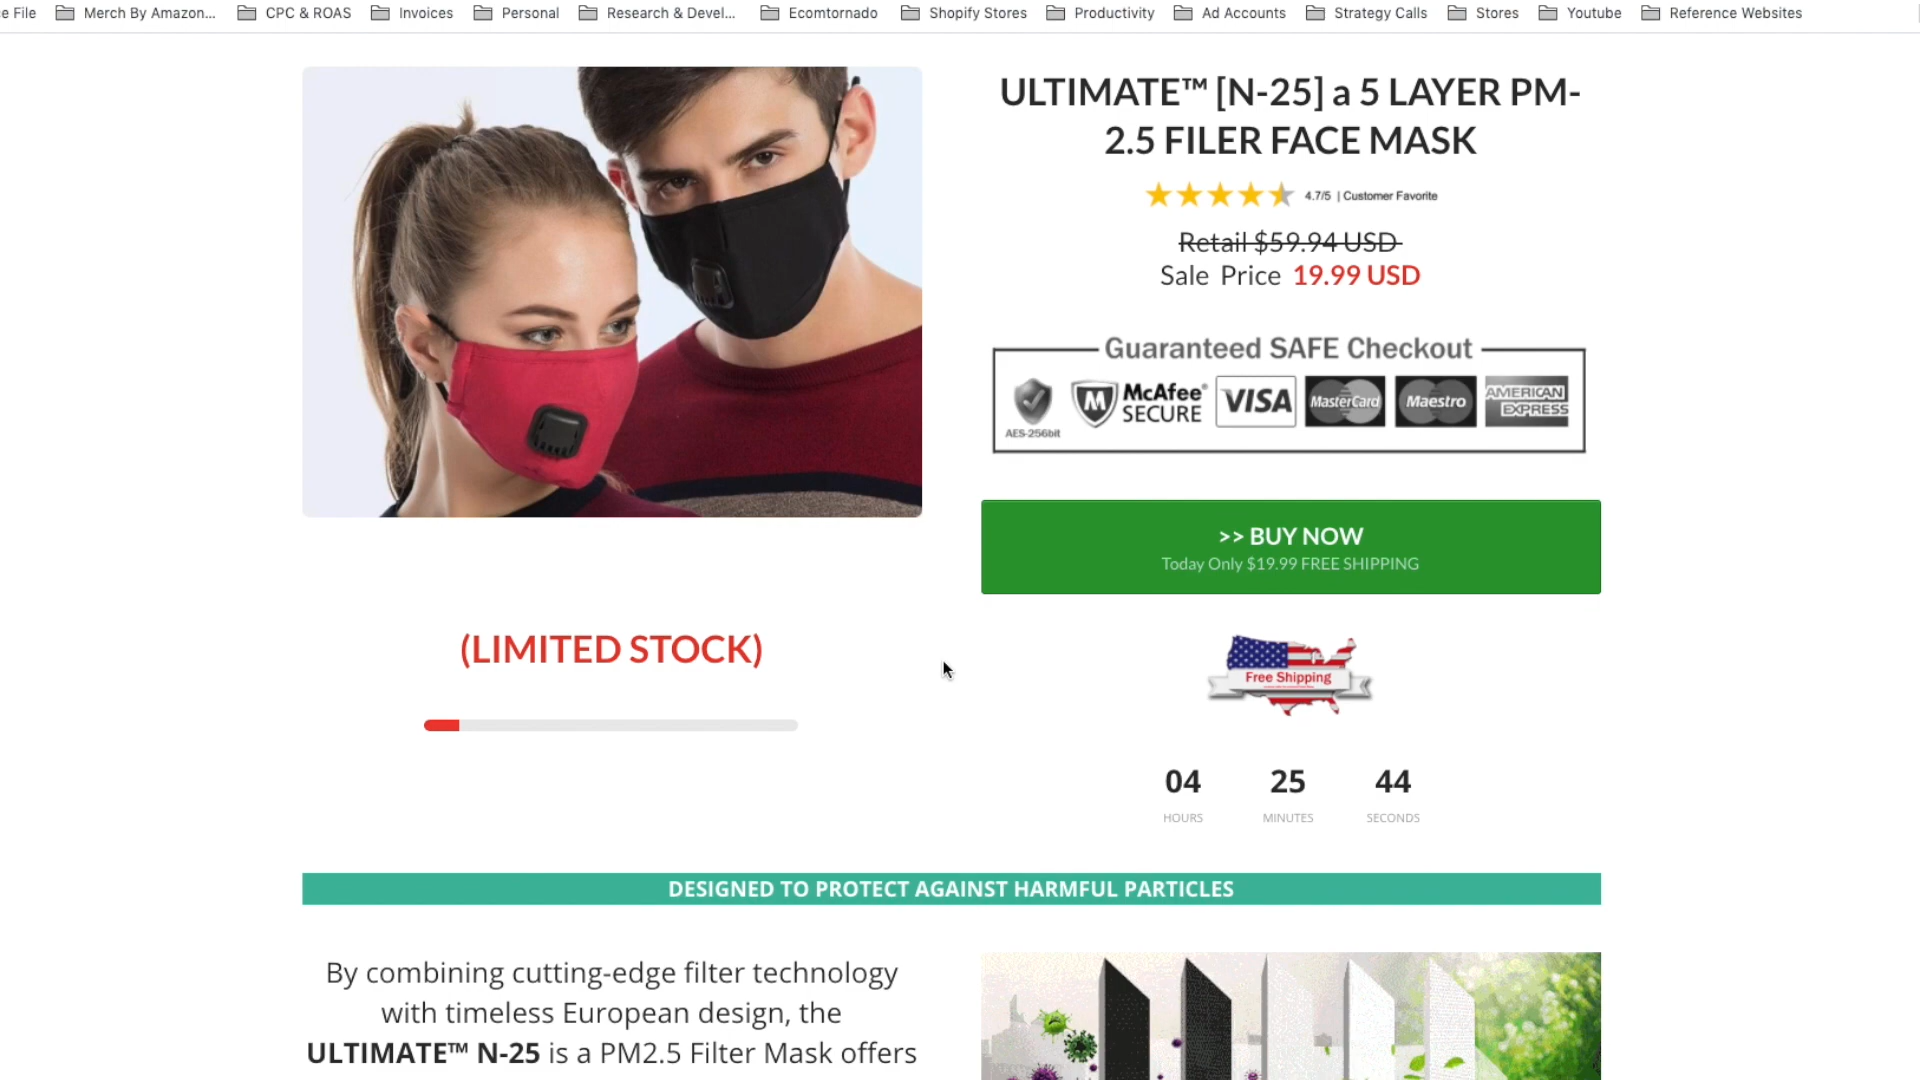 e File
Merch By Amazon...
CPC & ROAS
Invoices
Personal
Research & Devel...
Ecomtornado
Shopify Stores
Productivity
Ad Accounts
Strategy Calls
Stores
Youtube
Reference Websites
ULTIMATE™ [N-25] a 5 LAYER PM-
2.5 FILER FACE MASK
4.7/5 | Customer Favorite
Retail $59.94 USD
Sale Price 19.99 USD
Guaranteed SAFE Checkout
AES-256bit
McAfee®
SECURE
VISA
MasterCard
Maestro
AMERICAN
EXPRESS
>> BUY NOW
Today Only $19.99 FREE SHIPPING
(LIMITED STOCK)
Free Shipping
04 25 44
HOURS MINUTES SECONDS
DESIGNED TO PROTECT AGAINST HARMFUL PARTICLES
By combining cutting-edge filter technology
with timeless European design, the
ULTIMATE™ N-25 is a PM2.5 Filter Mask offers